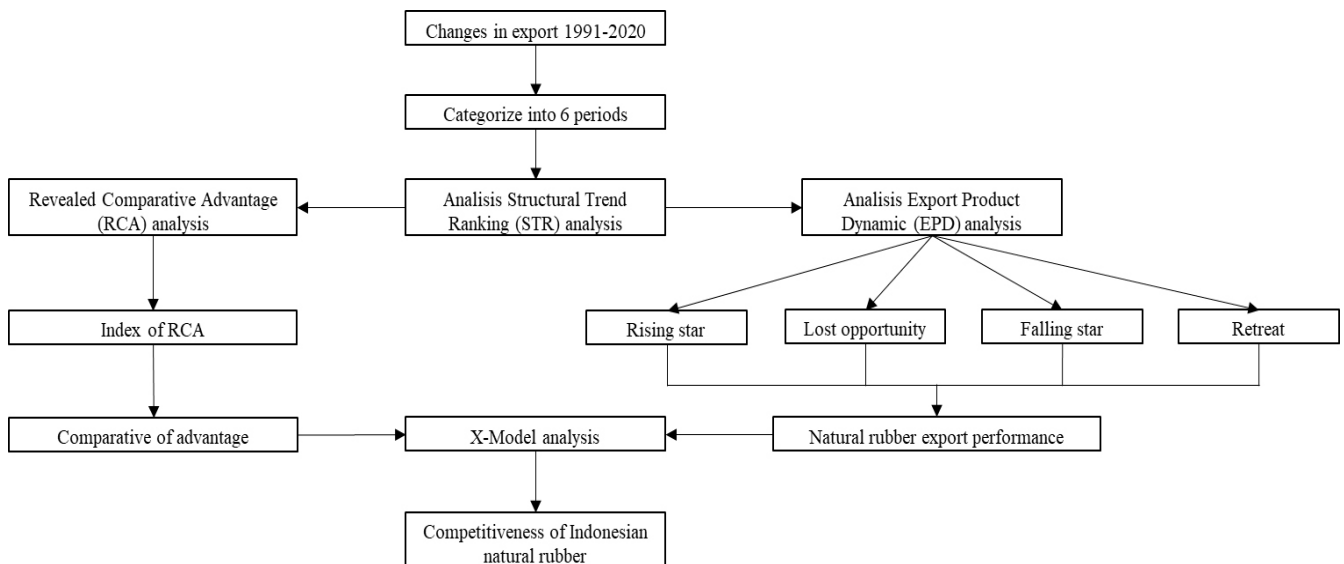 Changes in export 1991-2020
Categorize into 6 periods
Revealed Comparative Advantage
(RCA) analysis
Analisis Structural Trend
Ranking (STR) analysis
Analisis Export Product
Dynamic (EPD) analysis
Index of RCA
Rising star
Lost opportunity
Falling star
Retreat
Comparative of advantage
X-Model analysis
Natural rubber export performance
Competitiveness of Indonesian
natural rubber